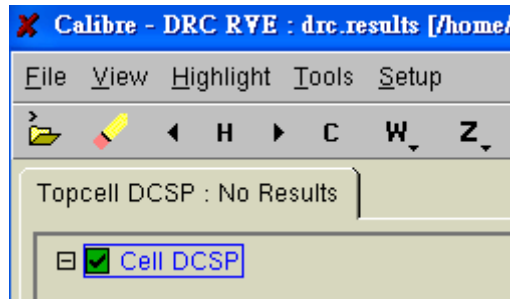 Calibre - DRC RVE : drc.results [/home/
File View Highlight Tools Setup
H C W Z
Topcell DCSP : No Results
Cell DCSP